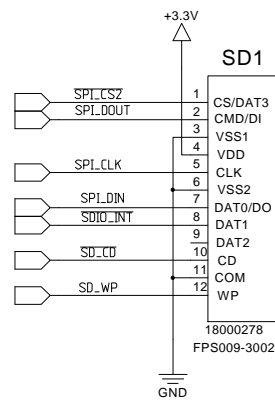 +3.3V
SD1
SPI_CS2 1 CS/DAT3
SPI_DOUT 2 CMD/DI
3 VSS1
4 VDD
SPI_CLK 5 CLK
6 VSS2
SPI_DIN 7 DAT0/DO
SDIO_INT 8 DAT1
9 DAT2
SD_CD 10 CD
11 COM
SD_WP 12 WP
18000278
FPS009-3002
GND